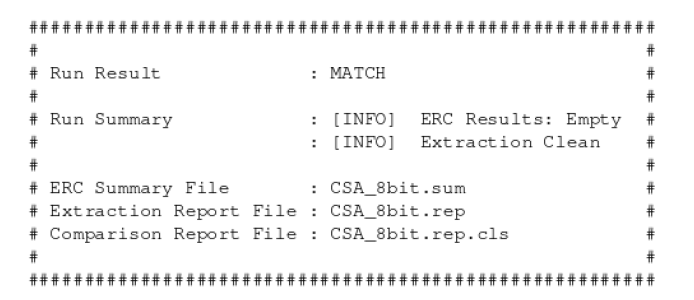 ########################################################
#                                                      #
# Run Result             : MATCH                       #
#                                                      #
# Run Summary            : [INFO]  ERC Results: Empty  #
#                        : [INFO]  Extraction Clean    #
#                                                      #
# ERC Summary File       : CSA_8bit.sum                #
# Extraction Report File : CSA_8bit.rep                #
# Comparison Report File : CSA_8bit.rep.cls            #
#                                                      #
########################################################